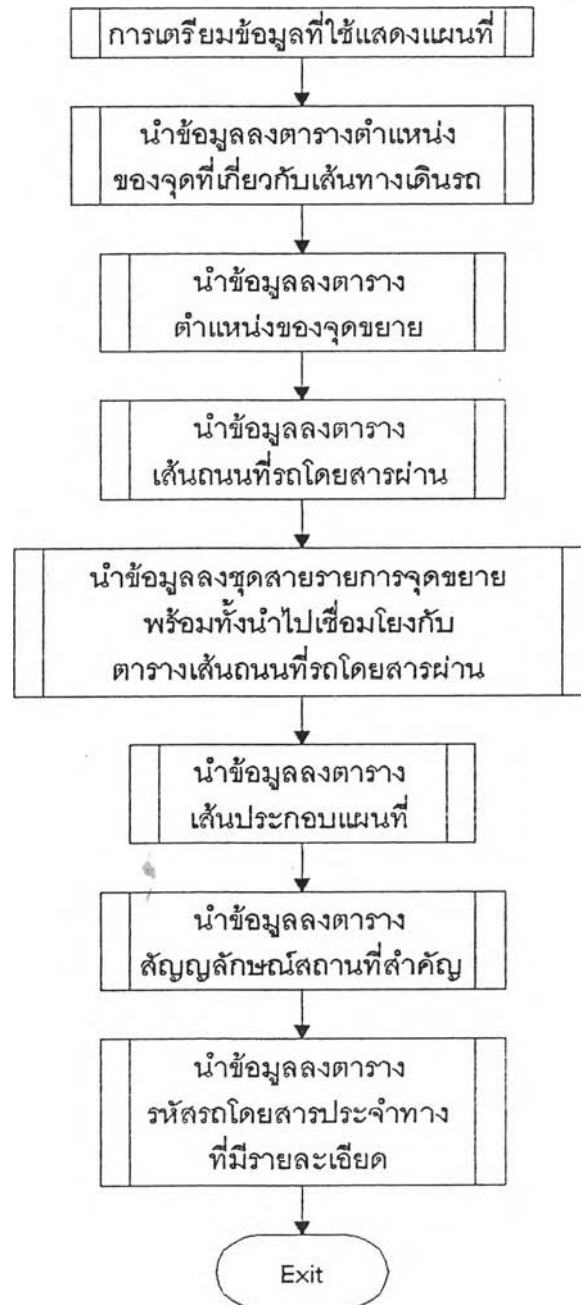 การเตรียมข้อมูลที่ใช้แสดงแผนที่
นำข้อมูลลงตารางตำแหน่ง
ของจุดที่เกี่ยวกับเส้นทางเดินรถ
นำข้อมูลลงตาราง
ตำแหน่งของจุดขยาย
นำข้อมูลลงตาราง
เส้นถนนที่รถโดยสารผ่าน
นำข้อมูลลงชุดสายรายการจุดขยาย
พร้อมทั้งนำไปเชื่อมโยงกับ
ตารางเส้นถนนที่รถโดยสารผ่าน
นำข้อมูลลงตาราง
เส้นประกอบแผนที่
นำข้อมูลลงตาราง
สัญญลักษณ์สถานที่สำคัญ
นำข้อมูลลงตาราง
รหัสรถโดยสารประจำทาง
ที่มีรายละเอียด
Exit